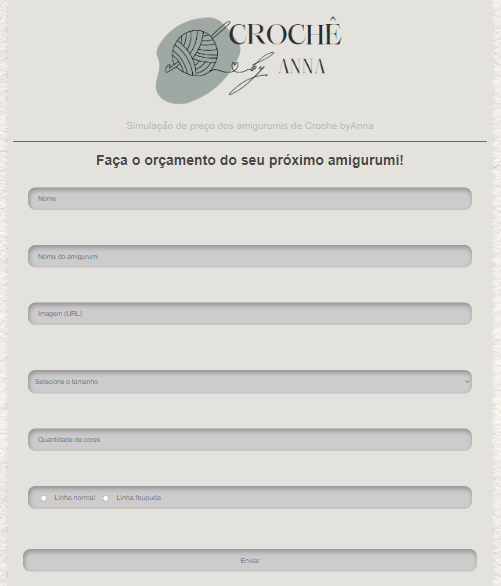 CROCHÊ
by ANNA
Simulação de preço dos amigurumis de Croche byAnna
Faça o orçamento do seu próximo amigurumi!
Nome
Nome do amigurumi
Imagem (URL)
Selecione o tamanho
Quantidade de cores
Linha normal Linha feupuda
Enviar